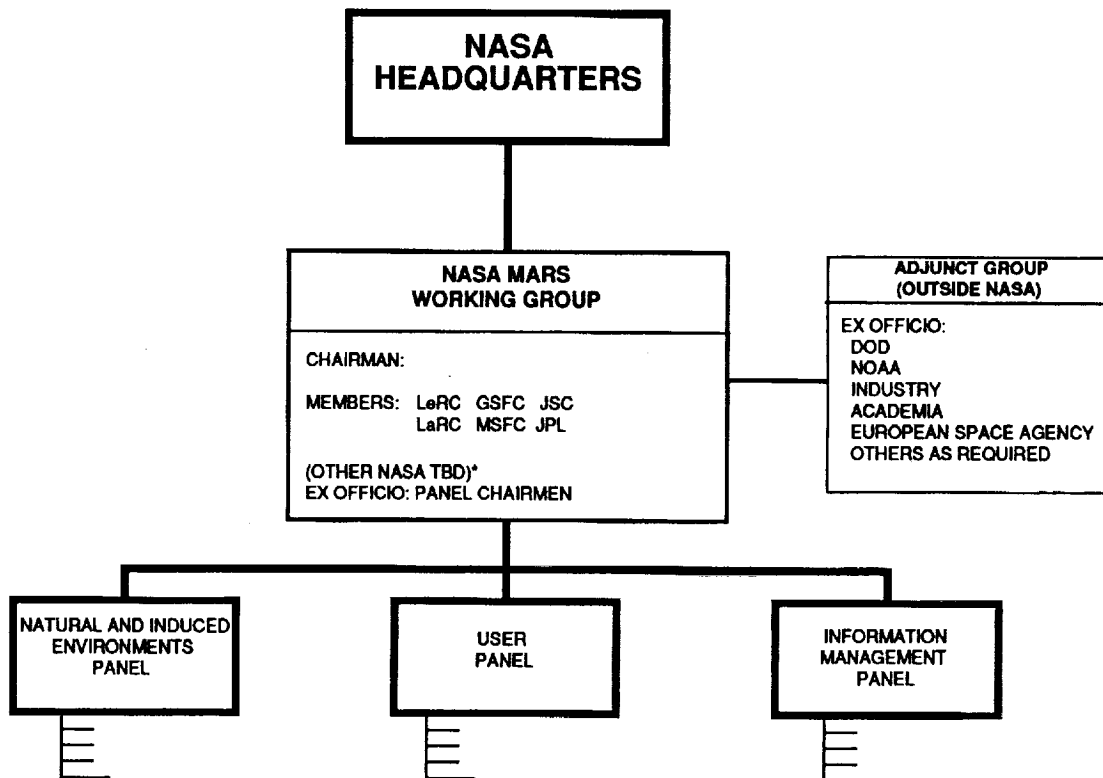 NASA
HEADQUARTERS
NASA MARS
WORKING GROUP
CHAIRMAN:
MEMBERS: LeRC GSFC JSC
LaRC MSFC JPL
(OTHER NASA TBD)*
EX OFFICIO: PANEL CHAIRMEN
ADJUNCT GROUP
(OUTSIDE NASA)
EX OFFICIO:
DOD
NOAA
INDUSTRY
ACADEMIA
EUROPEAN SPACE AGENCY
OTHERS AS REQUIRED
NATURAL AND INDUCED
ENVIRONMENTS
PANEL
USER
PANEL
INFORMATION
MANAGEMENT
PANEL